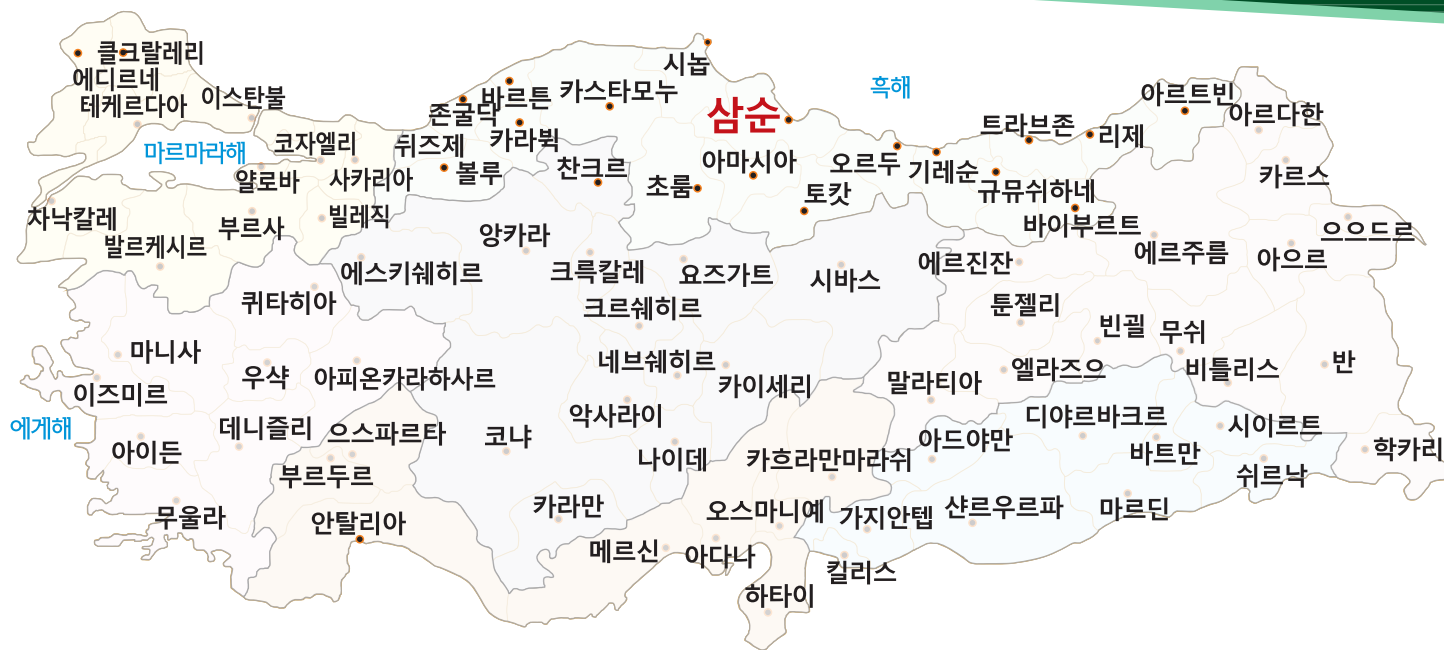 클크랄레리
에디르네
테케르다아
이스탄불
마르마라해
코자엘리
얄로바
사카리아
차낙칼레
발르케시르
부르사
빌레직
시놉
바르튼
카스타모누
존굴닥
카라뷕
뒤즈제
볼루
찬크르
삼순
흑해
아마시아
초룸
토캇
오르두
기레순
트라브존
리제
아르트빈
규뮤쉬하네
바이부르트
아르다한
카르스
으으드르
에르주름
아으르
앙카라
에스키쉐히르
크륵칼레
요즈가트
시바스
에르진잔
퀴타히아
크르쉐히르
툰젤리
빈궐
무쉬
마니사
네브쉐히르
엘라즈으
비틀리스
반
이즈미르
우샥
아피온카라하사르
카이세리
말라티아
에게해
아이든
데니즐리
으스파르타
코냐
악사라이
나이데
카흐라만마라쉬
아드야만
디야르바크르
바트만
시이르트
학카리
부르두르
쉬르낙
무울라
안탈리아
카라만
오스마니예
가지안텝
샨르우르파
마르딘
메르신
아다나
킬리스
하타이